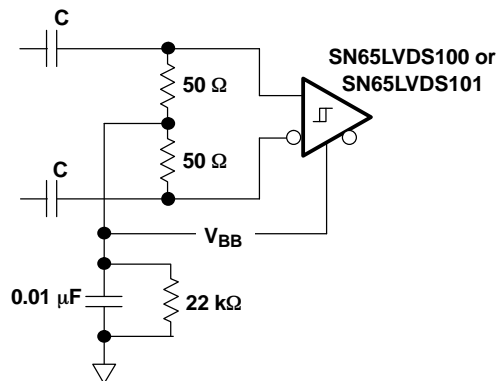 C
SN65LVDS100 or
SN65LVDS101
50 Ω
50 Ω
C
VBB
0.01 μF
22 kΩ